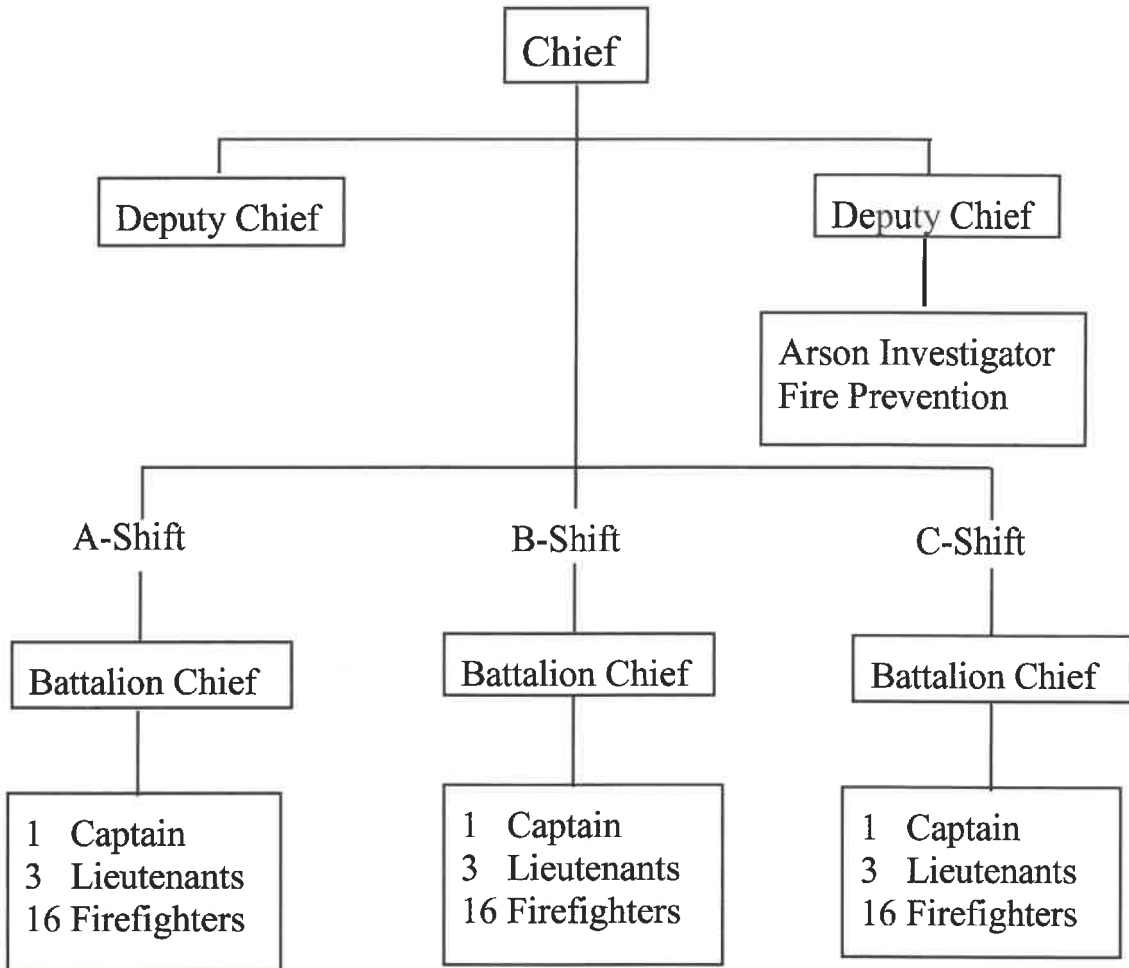 Chief
Deputy Chief
Deputy Chief
Arson Investigator
Fire Prevention
A-Shift
B-Shift
C-Shift
Battalion Chief
Battalion Chief
Battalion Chief
1 Captain
3 Lieutenants
16 Firefighters
1 Captain
3 Lieutenants
16 Firefighters
1 Captain
3 Lieutenants
16 Firefighters